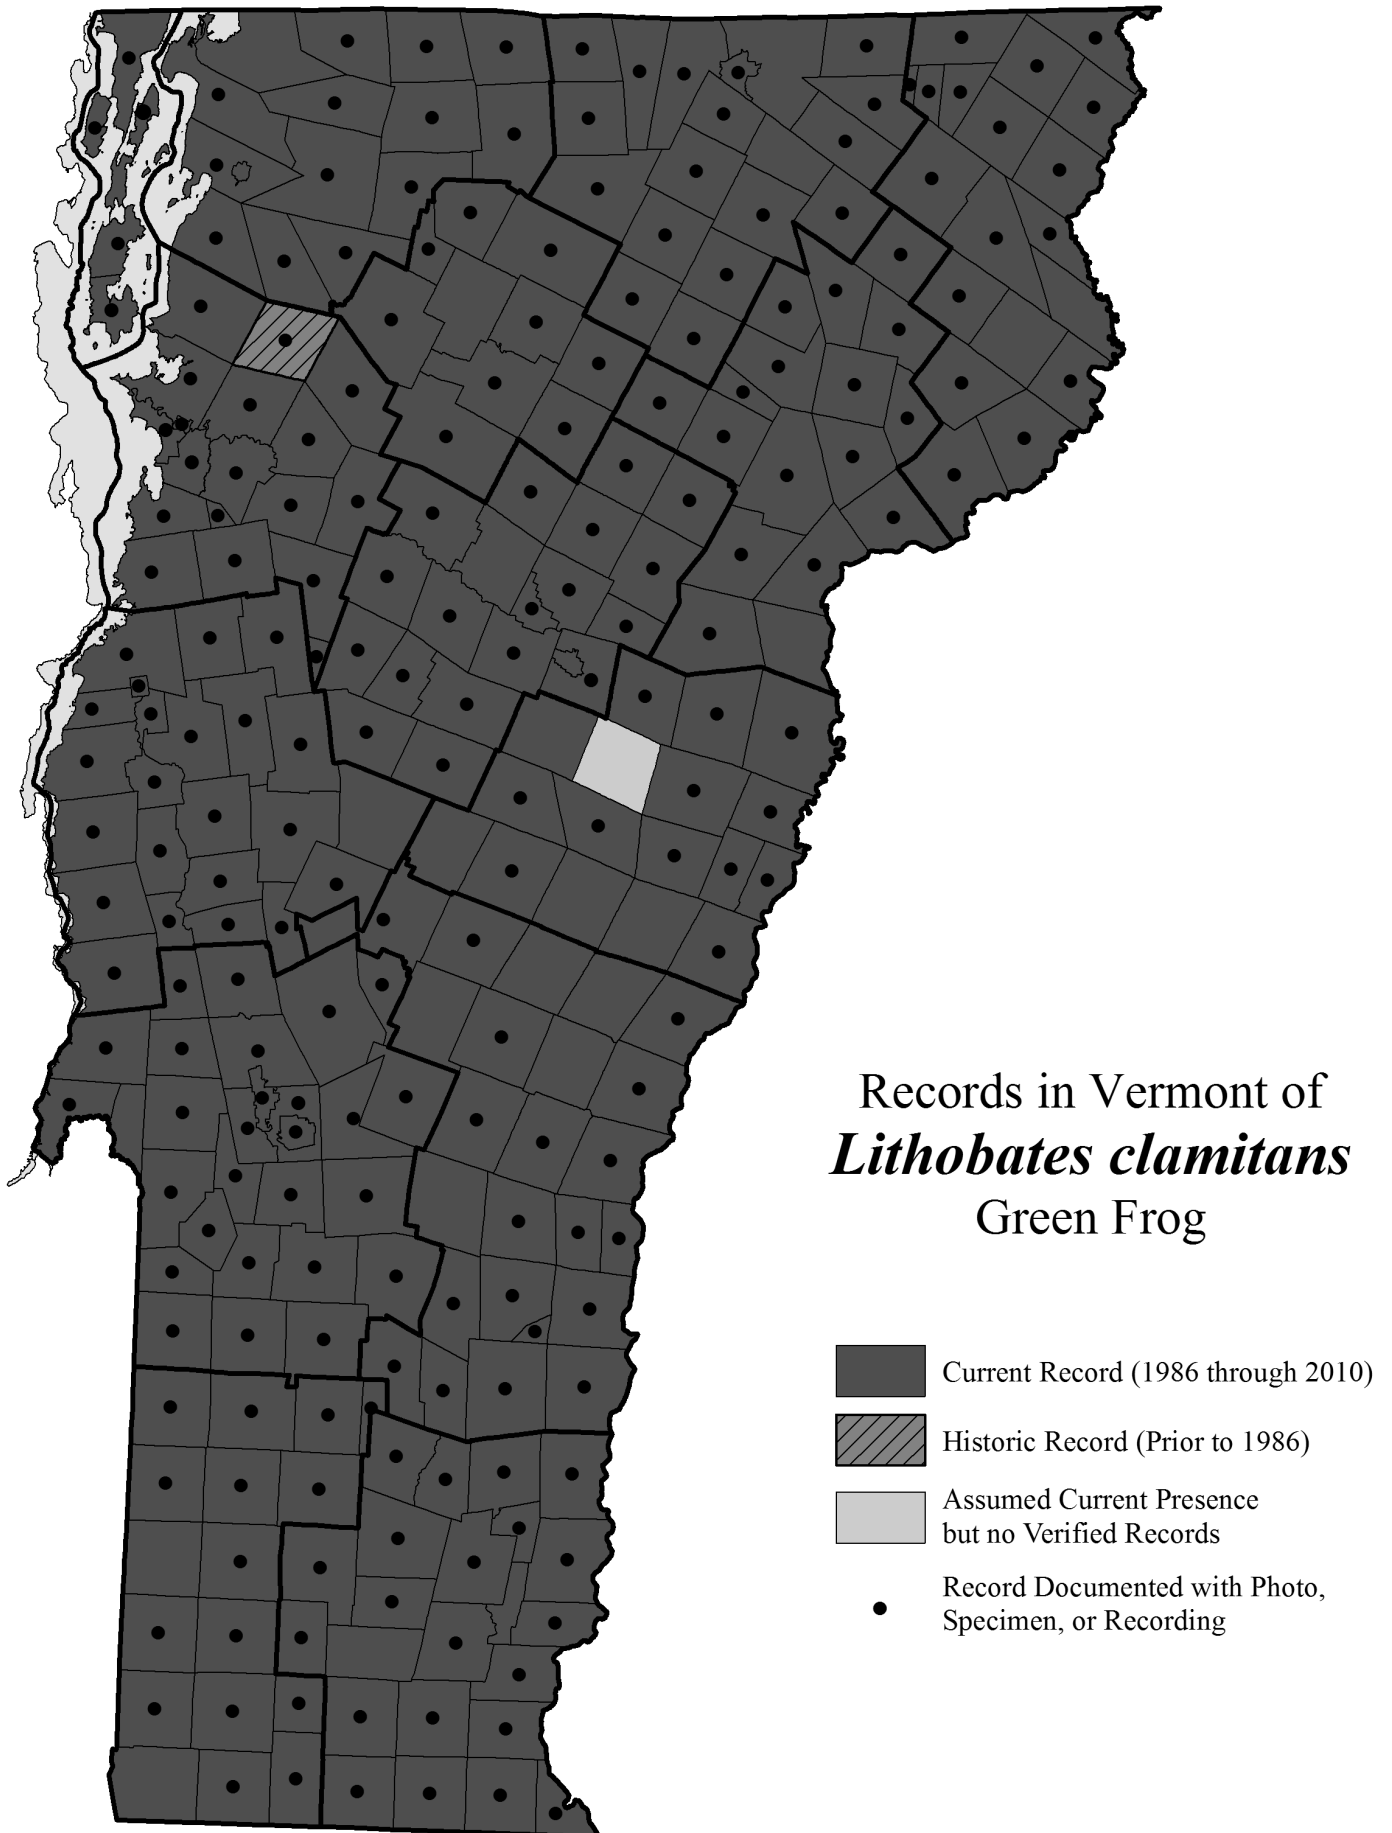 Records in Vermont of
Lithobates clamitans
Green Frog
Current Record (1986 through 2010)
Historic Record (Prior to 1986)
Assumed Current Presence
but no Verified Records
Record Documented with Photo,
Specimen, or Recording